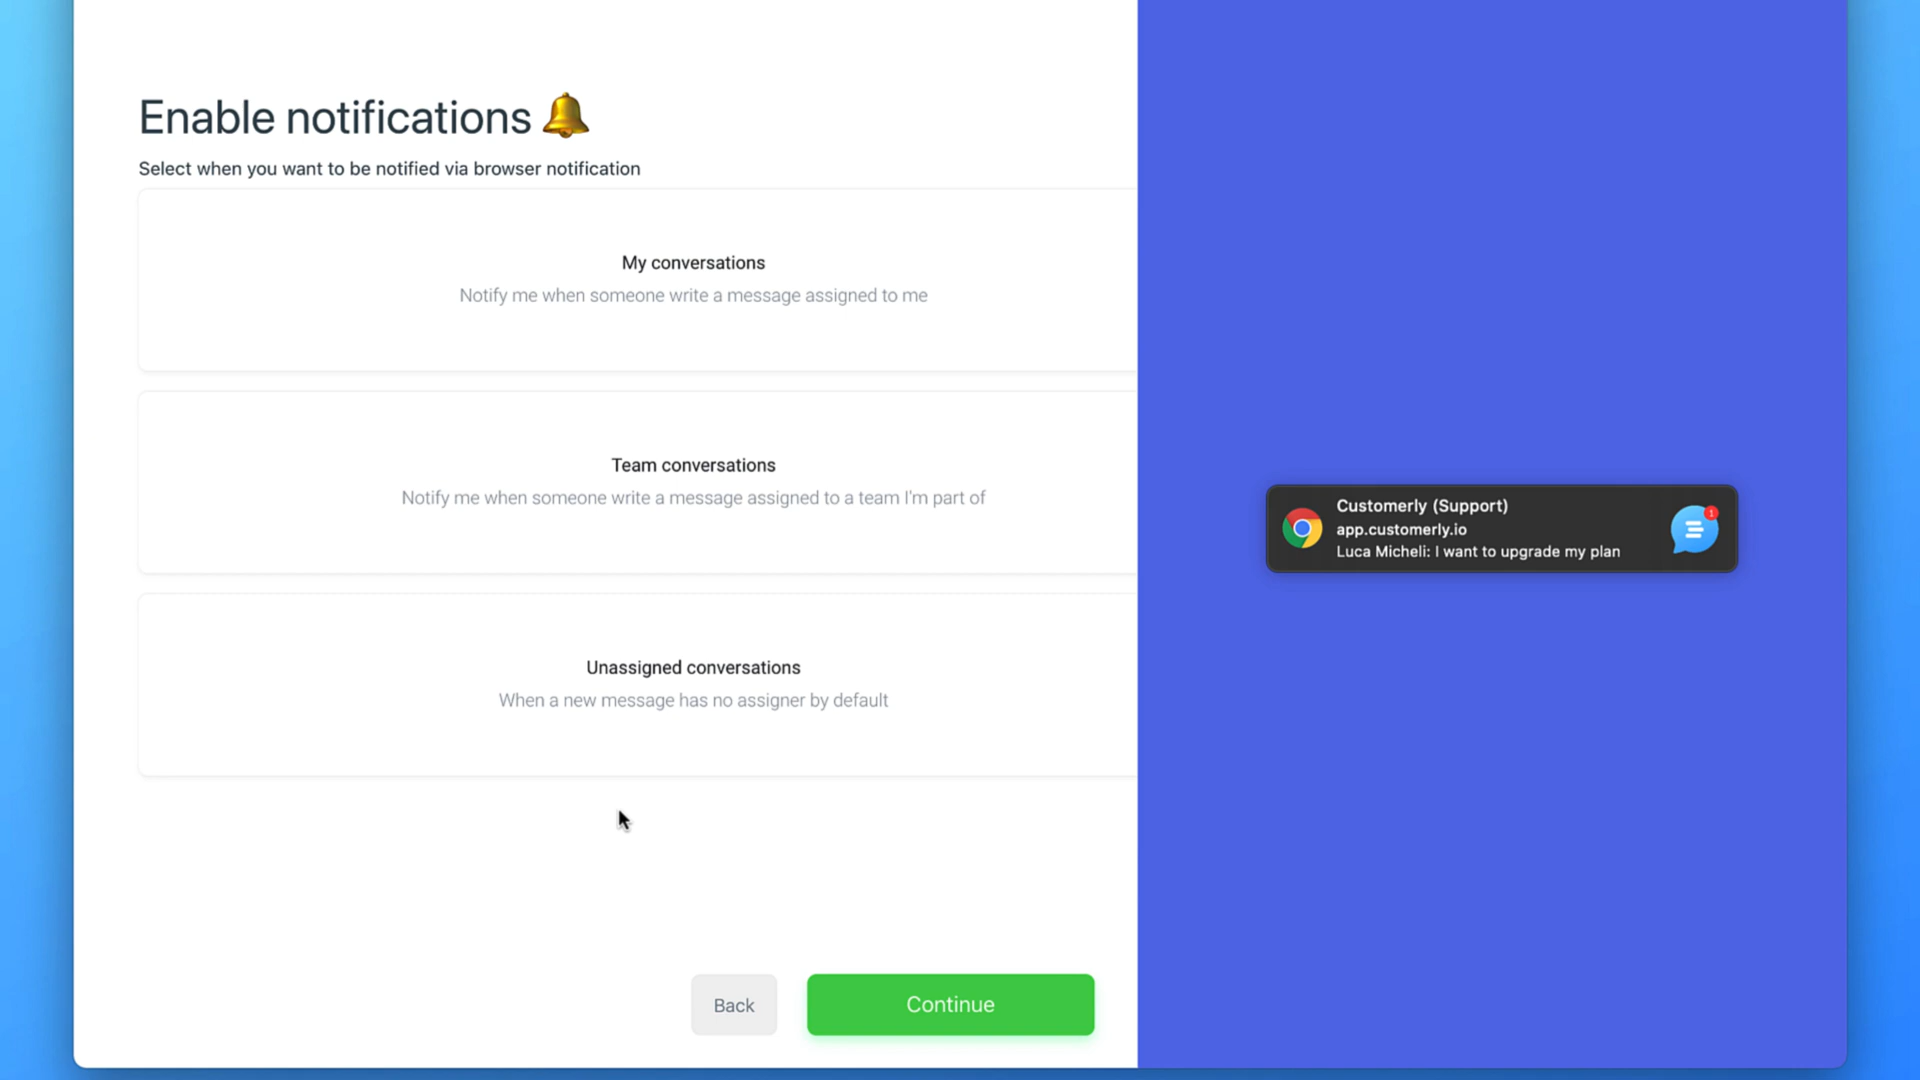 Enable notifications
Select when you want to be notified via browser notification
My conversations
Notify me when someone write a message assigned to me
Team conversations
Notify me when someone write a message assigned to a team I'm part of
Unassigned conversations
When a new message has no assigner by default
Back
Continue
Customerly (Support)
app.customerly.io
Luca Micheli: I want to upgrade my plan
1